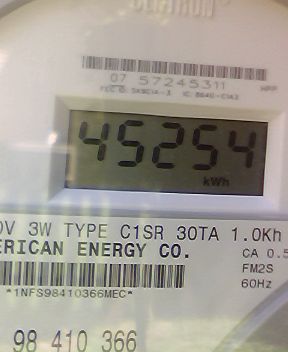 07 57245311
45254
kWh
V 3W TYPE C1SR 30TA 1.0Kh
ERICAN ENERGY CO.
CA 0.5
FM2S
60Hz
*1NFS98410366MEC*
98 410 366